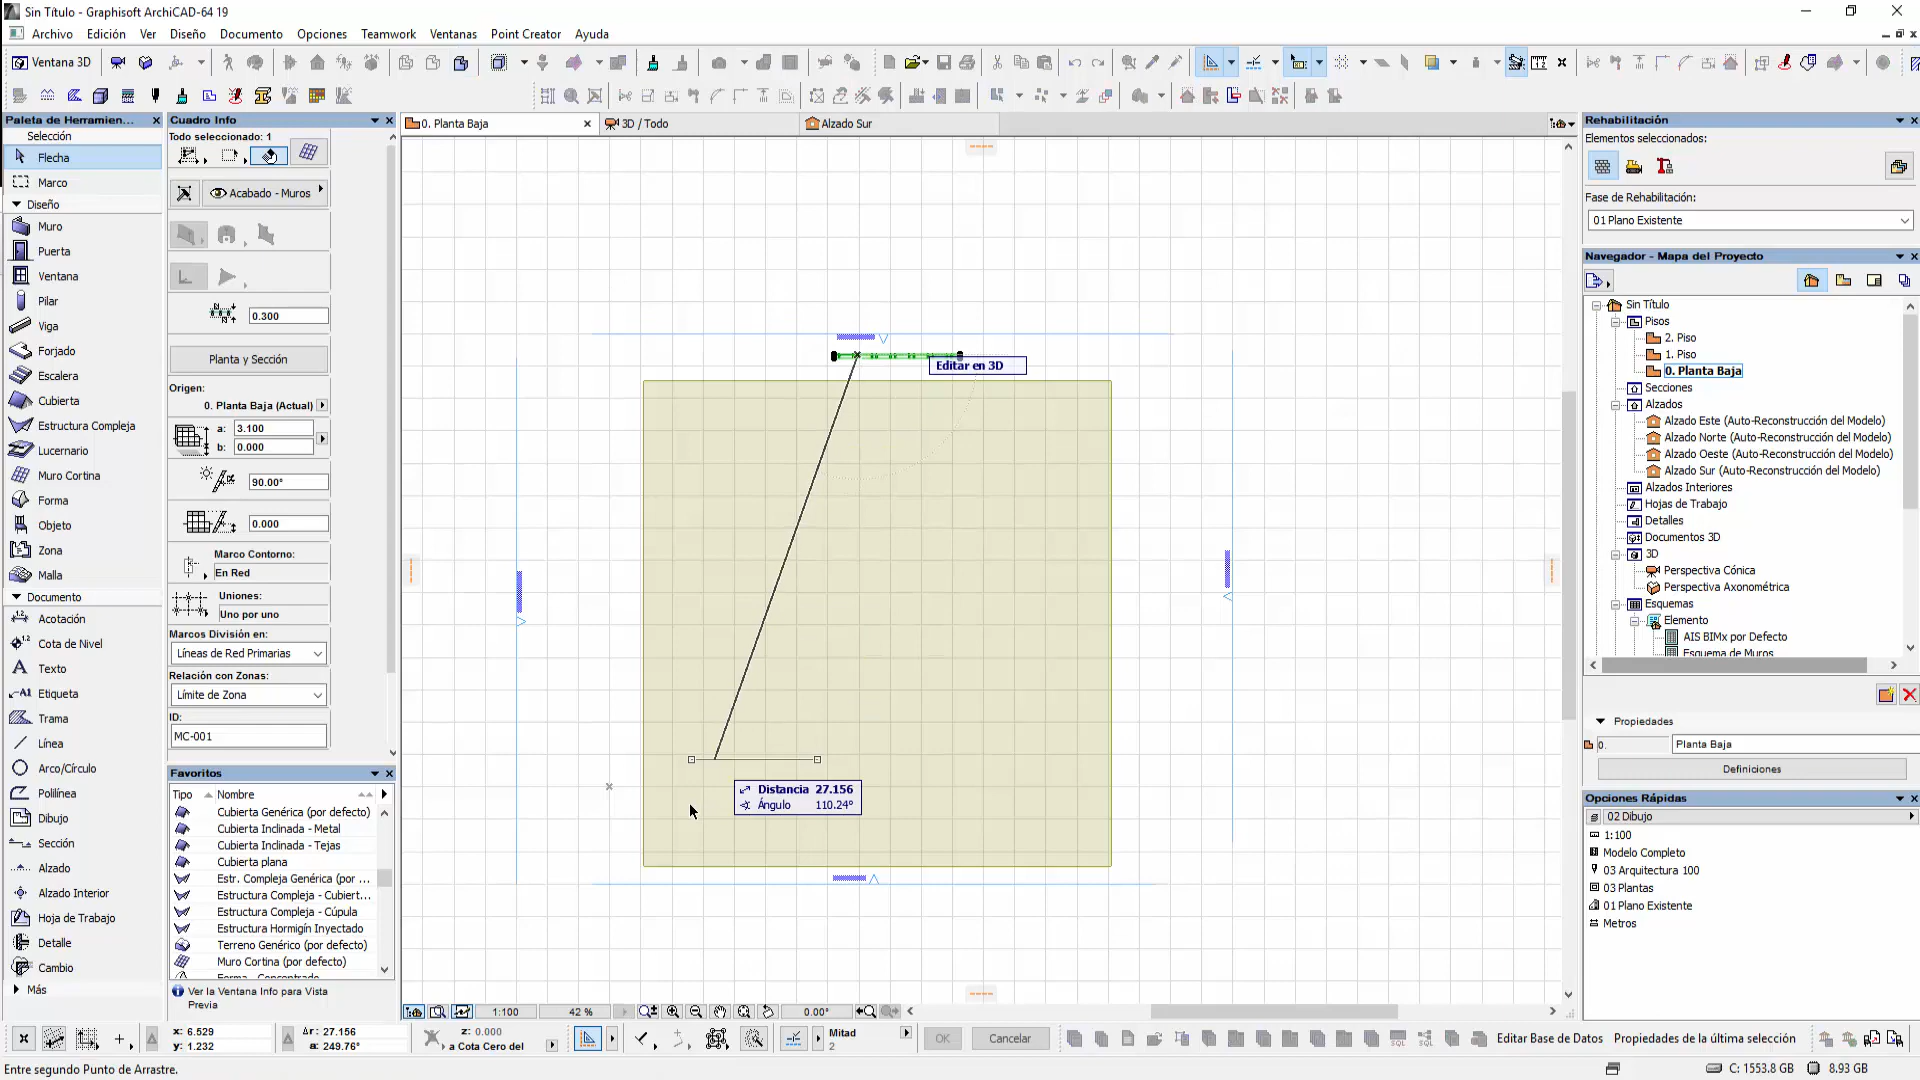 Sin Título - Graphisoft ArchiCAD-64 19
Archivo Edición Ver Diseño Documento Opciones Teamwork Ventanas Point Creator Ayuda
Ventana 3D
Paleta de Herramien...
Selección
Flecha
Marco
Diseño
Muro
Puerta
Ventana
Pilar
Viga
Forjado
Escalera
Cubierta
Estructura Compleja
Lucernario
Muro Cortina
Forma
Objeto
Zona
Malla
Documento
Acotación
Cota de Nivel
Texto
Etiqueta
Trama
Línea
Arco/Círculo
Polilínea
Dibujo
Sección
Alzado
Alzado Interior
Hoja de Trabajo
Detalle
Cambio
Más
Cuadro Info
Todo seleccionado: 1
Acabado - Muros
0.300
Planta y Sección
Origen:
0. Planta Baja (Actual)
a: 3.100
b: 0.000
90.00°
0.000
Marco Contorno:
En Red
Uniones:
Uno por uno
Marcos División en:
Líneas de Red Primarias
Relación con Zonas:
Límite de Zona
ID:
MC-001
Favoritos
Tipo Nombre
Cubierta Genérica (por defecto)
Cubierta Inclinada - Metal
Cubierta Inclinada - Tejas
Cubierta plana
Estr. Compleja Genérica (por ...
Estructura Compleja - Cubiert...
Estructura Compleja - Cúpula
Estructura Hormigín Inyectado
Terreno Genérico (por defecto)
Muro Cortina (por defecto)
Ver la Ventana Info para Vista
Previa
0. Planta Baja
3D / Todo
Alzado Sur
Editar en 3D
Distancia 27.156
Ángulo 110.24°
1:100
42 %
0.00°
Rehabilitación
Elementos seleccionados:
Fase de Rehabilitación:
01 Plano Existente
Navegador - Mapa del Proyecto
Sin Título
Pisos
2. Piso
1. Piso
0. Planta Baja
Secciones
Alzados
Alzado Este (Auto-Reconstrucción del Modelo)
Alzado Norte (Auto-Reconstrucción del Modelo)
Alzado Oeste (Auto-Reconstrucción del Modelo)
Alzado Sur (Auto-Reconstrucción del Modelo)
Alzados Interiores
Hojas de Trabajo
Detalles
Documentos 3D
3D
Perspectiva Cónica
Perspectiva Axonométrica
Esquemas
Elemento
AIS BIMx por Defecto
Esquema de Muros
Propiedades
0. Planta Baja
Definiciones
Opciones Rápidas
02 Dibujo
1:100
Modelo Completo
03 Arquitectura 100
03 Plantas
01 Plano Existente
Metros
x: 6.529
y: 1.232
Δr: 27.156
a: 249.76°
z: 0.000
a Cota Cero del
Mitad
2
OK
Cancelar
Editar Base de Datos
Propiedades de la última selección
Entre segundo Punto de Arrastre.
C: 1553.8 GB
8.93 GB